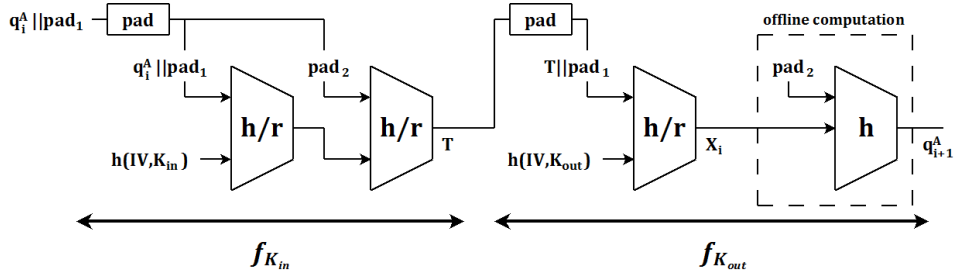 q_i^A||pad_1
pad
q_i^A||pad_1
pad_2
h/r
h/r
h(IV,K_in)
T
f_{K_in}
pad
T||pad_1
h/r
h(IV,K_out)
X_i
offline computation
pad_2
h
q_{i+1}^A
f_{K_out}